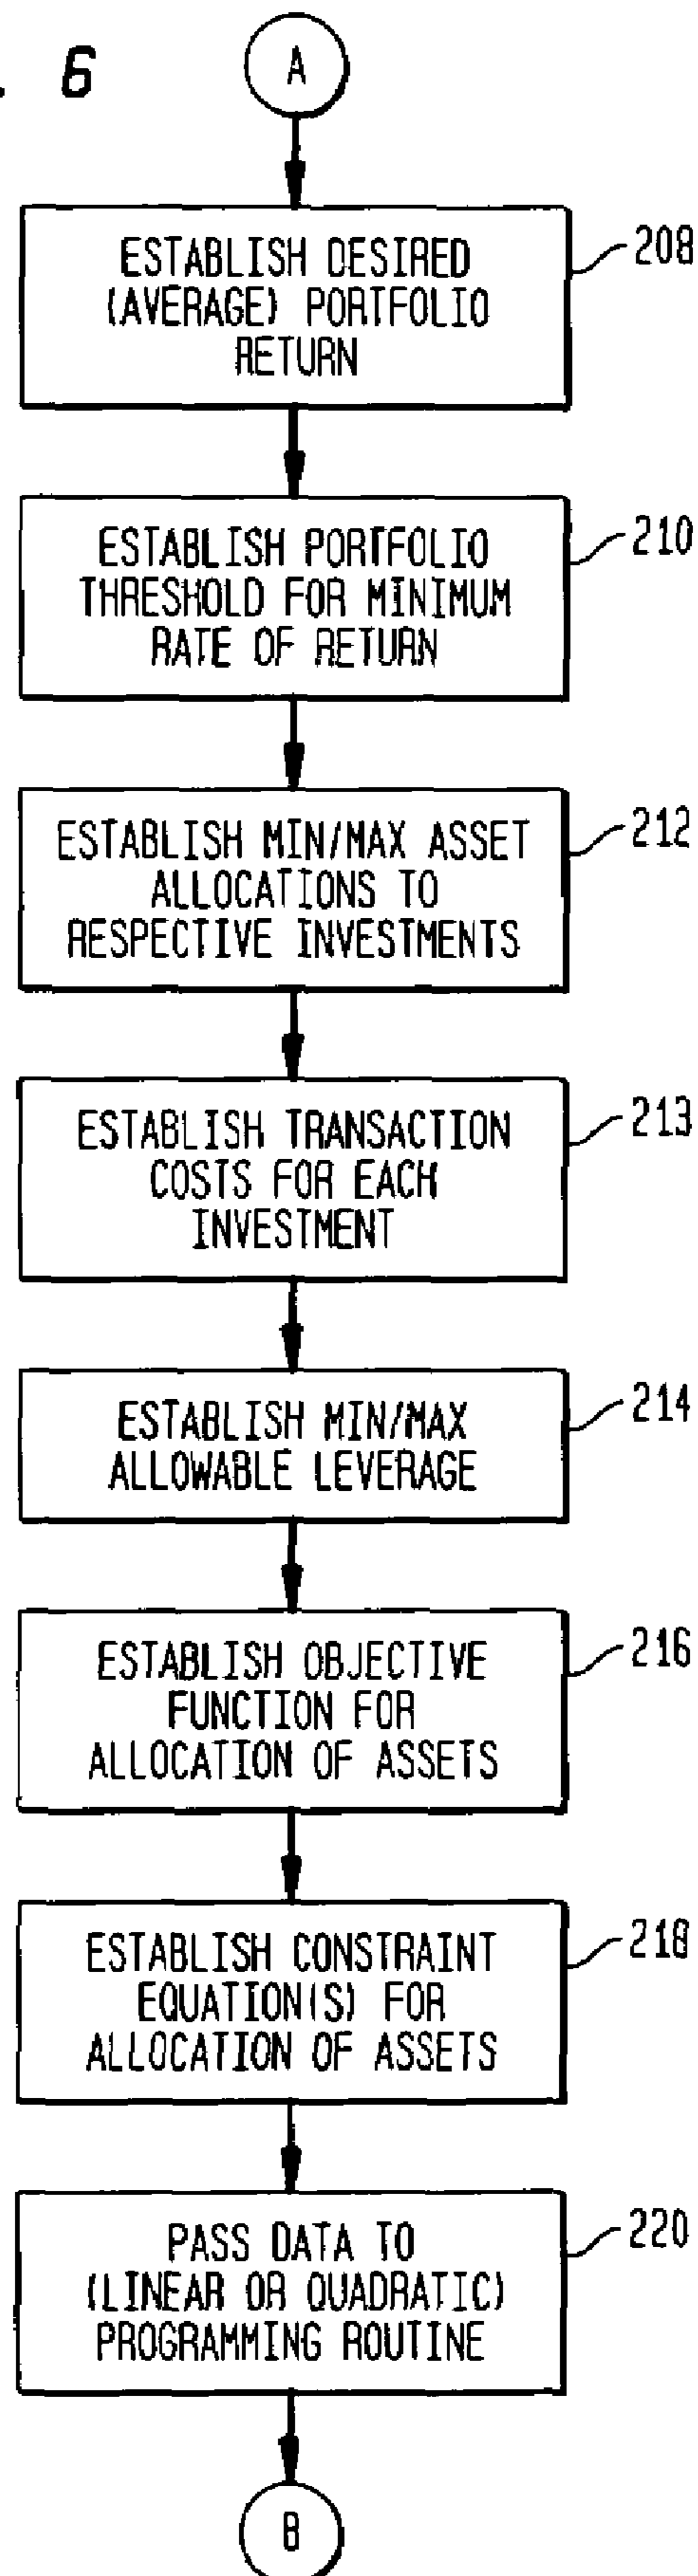 . 6
A
ESTABLISH DESIRED
(AVERAGE) PORTFOLIO
RETURN
208
ESTABLISH PORTFOLIO
THRESHOLD FOR MINIMUM
RATE OF RETURN
210
ESTABLISH MIN/MAX ASSET
ALLOCATIONS TO
RESPECTIVE INVESTMENTS
212
ESTABLISH TRANSACTION
COSTS FOR EACH
INVESTMENT
213
ESTABLISH MIN/MAX
ALLOWABLE LEVERAGE
214
ESTABLISH OBJECTIVE
FUNCTION FOR
ALLOCATION OF ASSETS
216
ESTABLISH CONSTRAINT
EQUATION(S) FOR
ALLOCATION OF ASSETS
218
PASS DATA TO
(LINEAR OR QUADRATIC)
PROGRAMMING ROUTINE
220
B